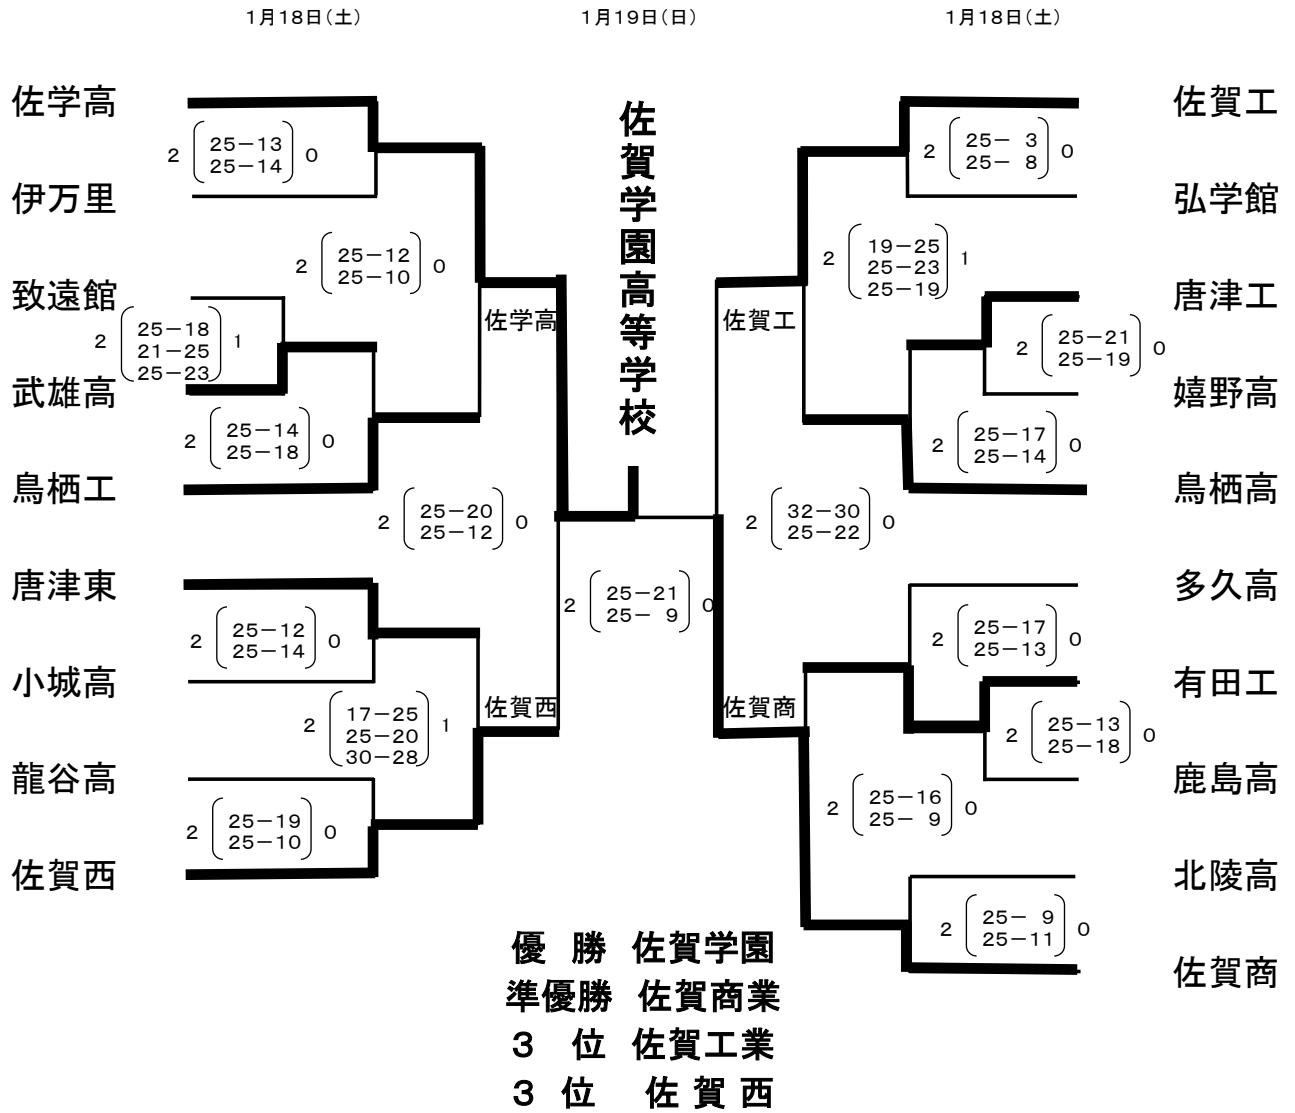 1月18日(土)
1月19日(日)
1月18日(土)
佐学高
伊万里
致遠館
武雄高
鳥栖工
唐津東
小城高
龍谷高
佐賀西
2 25－13 0
25－14
2 25－12 0
25－10
2 25－18 1
21－25
25－23
2 25－14 0
25－18
2 25－20 0
25－12
2 25－12 0
25－14
2 17－25 1
25－20
30－28
2 25－19 0
25－10
佐学高
佐賀西
佐賀学園高等学校
2 25－21 0
25－ 9
佐賀工
佐賀商
2 25－ 3 0
25－ 8
2 19－25 1
25－23
25－19
2 25－21 0
25－19
2 25－17 0
25－14
2 32－30 0
25－22
2 25－17 0
25－13
2 25－13 0
25－18
2 25－16 0
25－ 9
2 25－ 9 0
25－11
佐賀工
弘学館
唐津工
嬉野高
鳥栖高
多久高
有田工
鹿島高
北陵高
佐賀商
優 勝 佐賀学園
準優勝 佐賀商業
3 位 佐賀工業
3 位 佐賀西